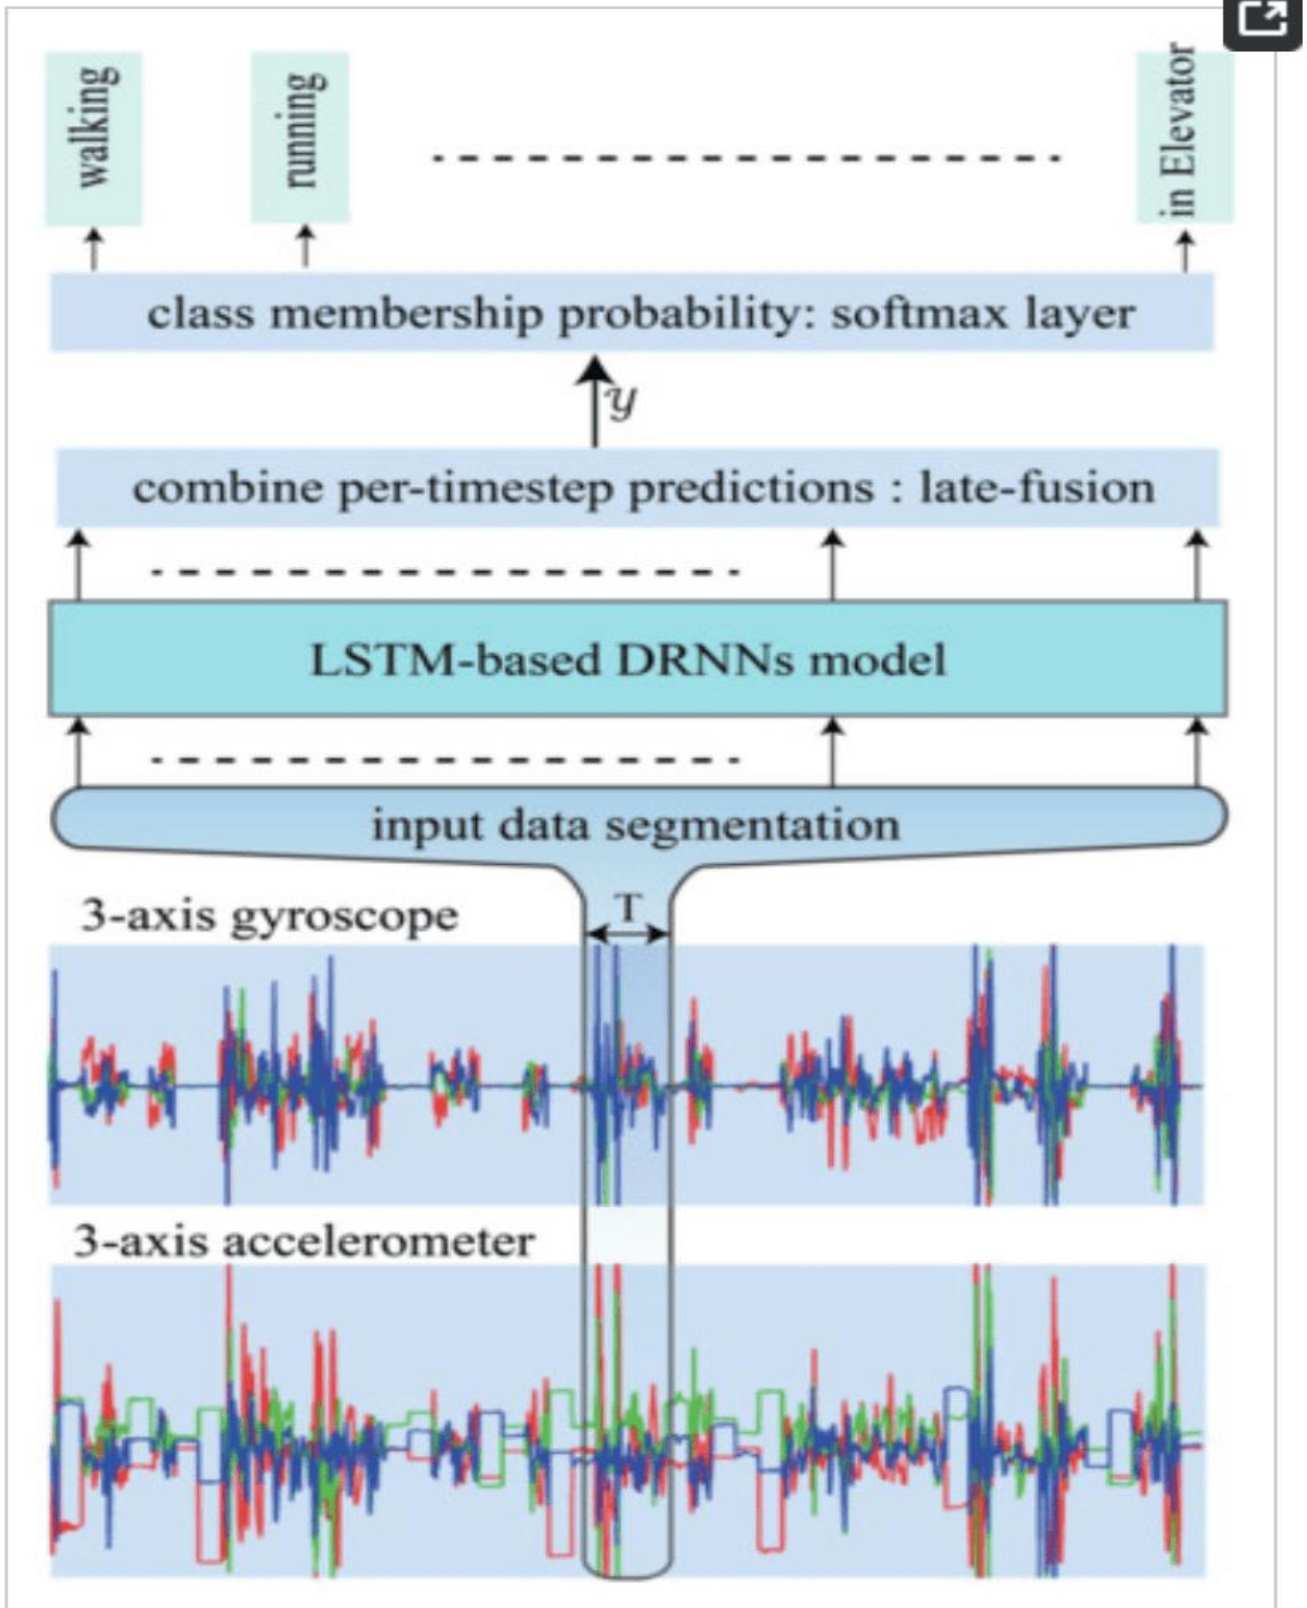 walking
running
in Elevator
class membership probability: softmax layer
y
combine per-timestep predictions : late-fusion
LSTM-based DRNNs model
input data segmentation
3-axis gyroscope
T
3-axis accelerometer